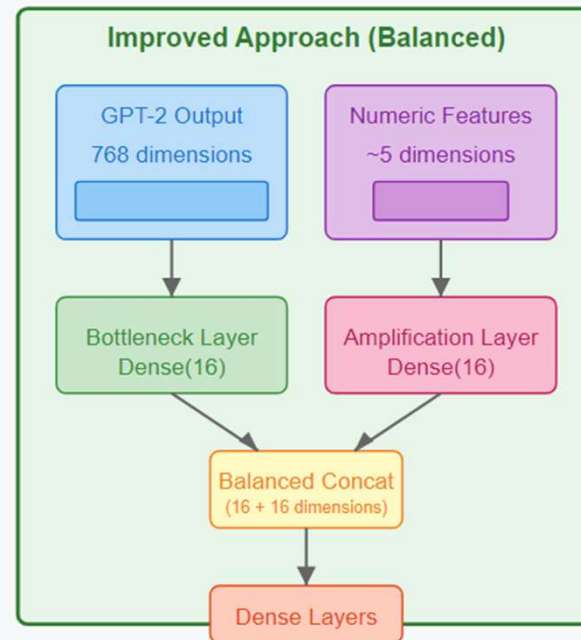 Improved Approach (Balanced)
GPT-2 Output
768 dimensions
Numeric Features
~5 dimensions
Bottleneck Layer
Dense(16)
Amplification Layer
Dense(16)
Balanced Concat
(16 + 16 dimensions)
Dense Layers